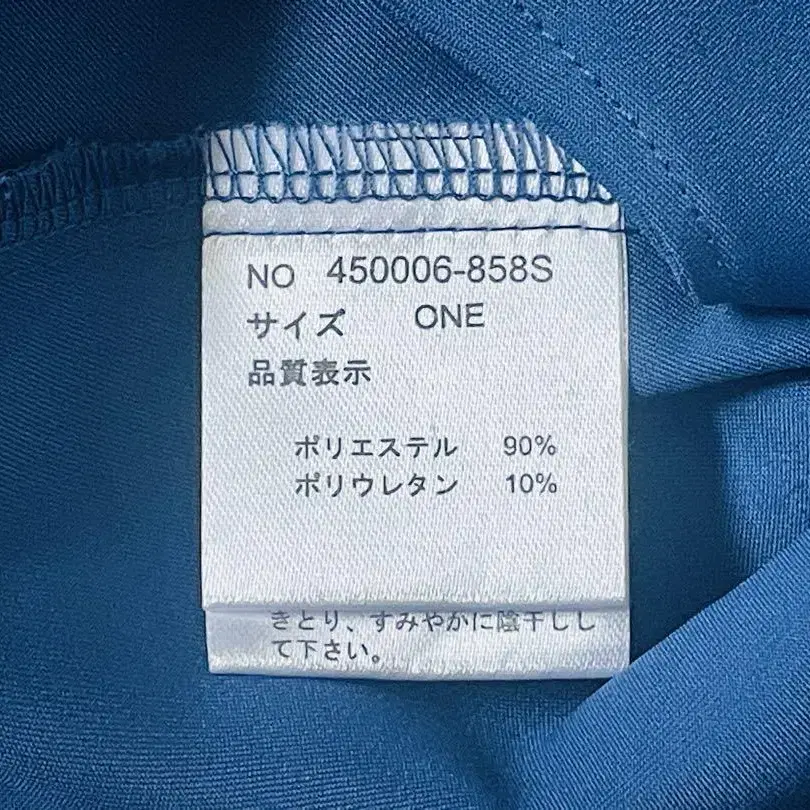 NO 450006-858S
サイズ ONE
品質表示
ポリエステル 90%
ポリウレタン 10%
きとり、すみやかに陰干しし
て下さい。